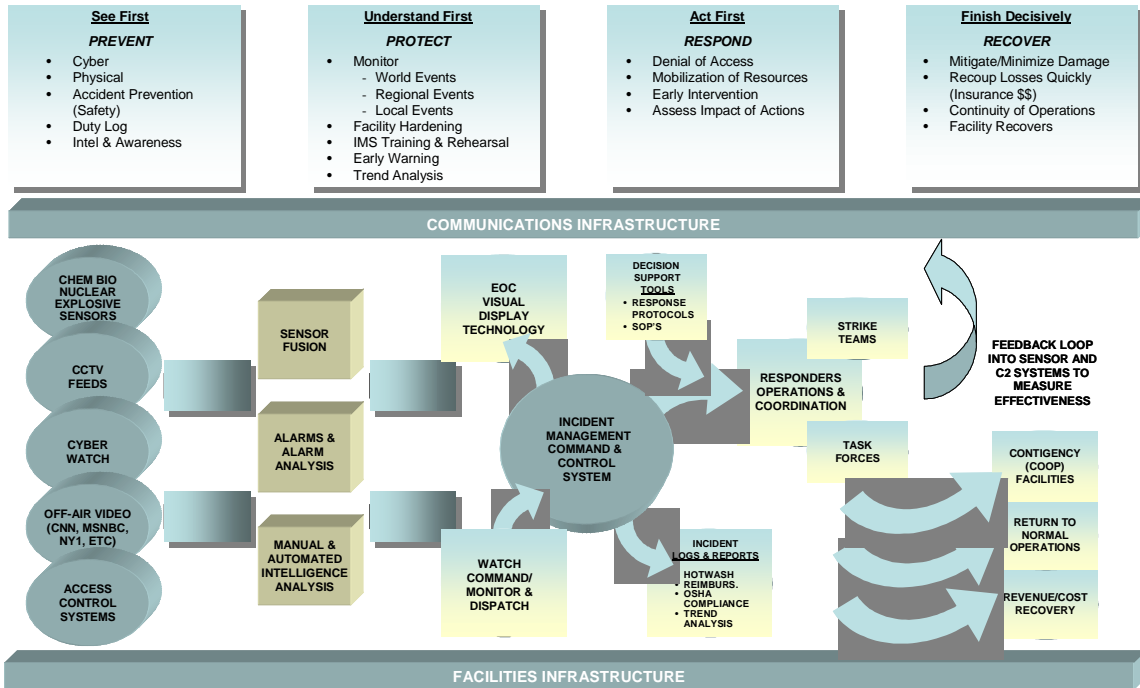 See First
PREVENT
• Cyber
• Physical
• Accident Prevention
(Safety)
• Duty Log
• Intel & Awareness
Understand First
PROTECT
• Monitor
- World Events
- Regional Events
- Local Events
• Facility Hardening
• IMS Training & Rehearsal
• Early Warning
• Trend Analysis
Act First
RESPOND
• Denial of Access
• Mobilization of Resources
• Early Intervention
• Assess Impact of Actions
Finish Decisively
RECOVER
• Mitigate/Minimize Damage
• Recoup Losses Quickly
(Insurance $$)
• Continuity of Operations
• Facility Recovers
COMMUNICATIONS INFRASTRUCTURE
CHEM BIO
NUCLEAR
EXPLOSIVE
SENSORS
CCTV
FEEDS
CYBER
WATCH
OFF-AIR VIDEO
(CNN, MSNBC,
NY1, ETC)
ACCESS
CONTROL
SYSTEMS
SENSOR
FUSION
ALARMS &
ALARM
ANALYSIS
MANUAL &
AUTOMATED
INTELLIGENCE
ANALYSIS
EOC
VISUAL
DISPLAY
TECHNOLOGY
INCIDENT
MANAGEMENT
COMMAND &
CONTROL
SYSTEM
WATCH
COMMAND/
MONITOR &
DISPATCH
DECISION
SUPPORT
TOOLS
• RESPONSE
PROTOCOLS
• SOP'S
RESPONDERS
OPERATIONS &
COORDINATION
INCIDENT
LOGS & REPORTS
• HOTWASH
• REIMBURS.
• OSHA
COMPLIANCE
• TREND
ANALYSIS
STRIKE
TEAMS
TASK
FORCES
FEEDBACK LOOP
INTO SENSOR AND
C2 SYSTEMS TO
MEASURE
EFFECTIVENESS
CONTIGENCY
(COOP)
FACILITIES
RETURN TO
NORMAL
OPERATIONS
REVENUE/COST
RECOVERY
FACILITIES INFRASTRUCTURE